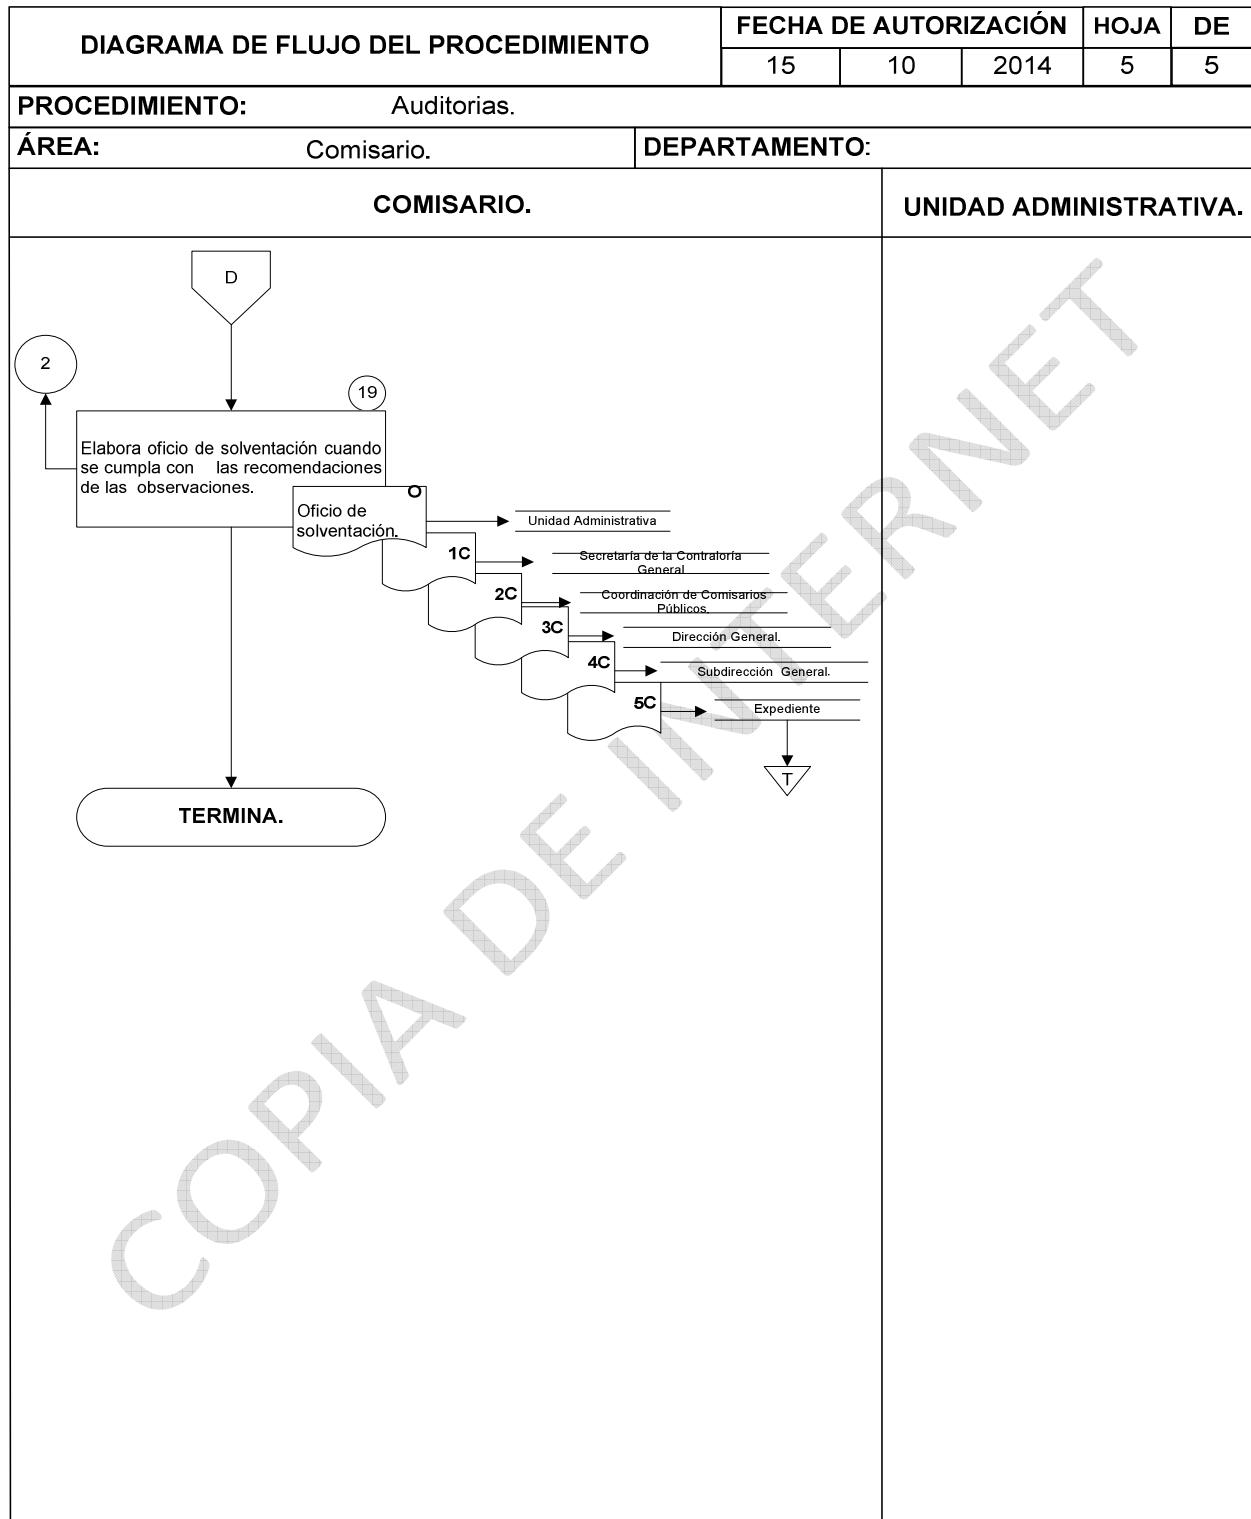 DIAGRAMA DE FLUJO DEL PROCEDIMIENTO
FECHA DE AUTORIZACIÓN
HOJA
DE
15
10
2014
5
5
PROCEDIMIENTO: Auditorias.
ÁREA: Comisario.
DEPARTAMENTO:
COMISARIO.
UNIDAD ADMINISTRATIVA.
D
2
19
Elabora oficio de solventación cuando
se cumpla con las recomendaciones
de las observaciones.
O
Oficio de
solventación.
Unidad Administrativa
1C
Secretaría de la Contraloría
General
2C
Coordinación de Comisarios
Públicos.
3C
Dirección General.
4C
Subdirección General.
5C
Expediente
T
TERMINA.
COPIA DE INTERNET